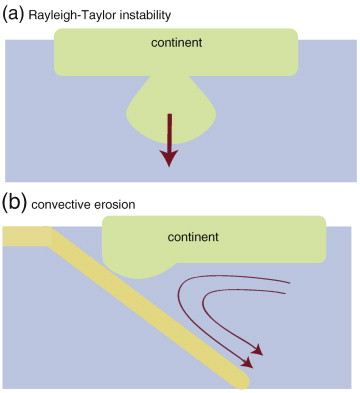 (a) Rayleigh-Taylor instability
continent
(b) convective erosion
continent